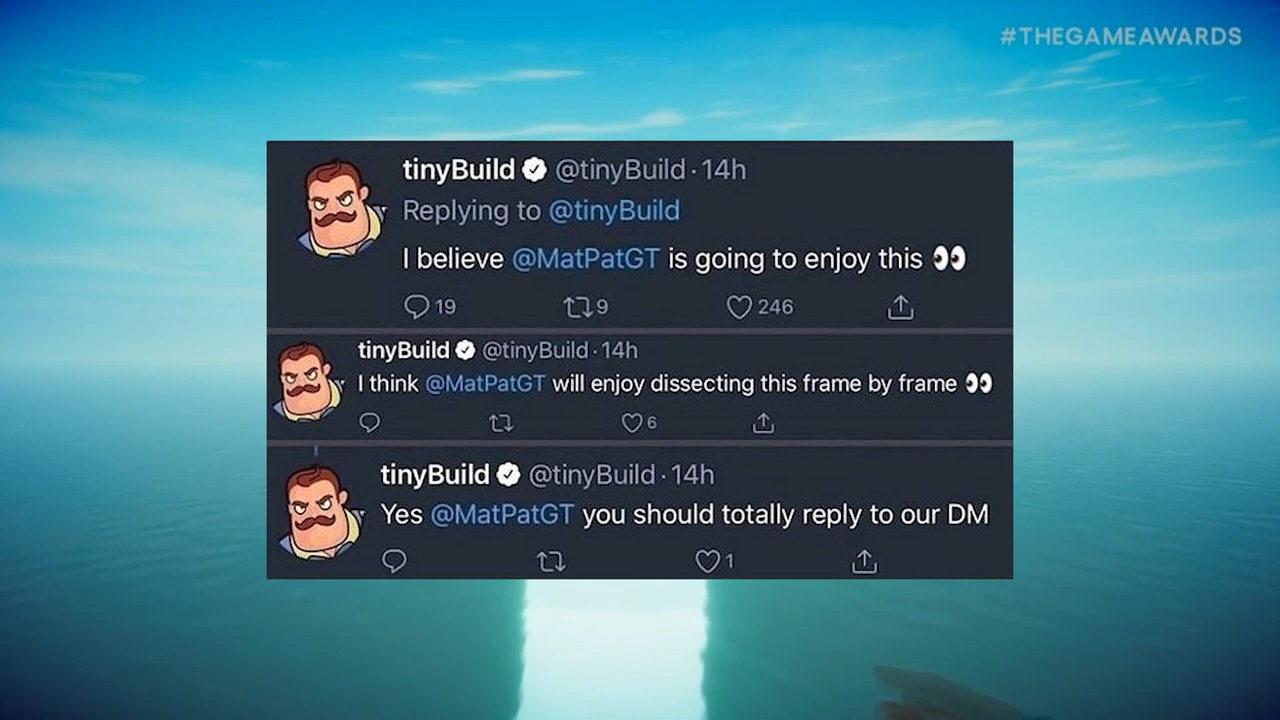 #THEGAMEAWARDS
tinyBuild @tinyBuild · 14h
Replying to @tinyBuild
I believe @MatPatGT is going to enjoy this 👀
19 9 246
tinyBuild @tinyBuild · 14h
I think @MatPatGT will enjoy dissecting this frame by frame 👀
6
tinyBuild @tinyBuild · 14h
Yes @MatPatGT you should totally reply to our DM
1